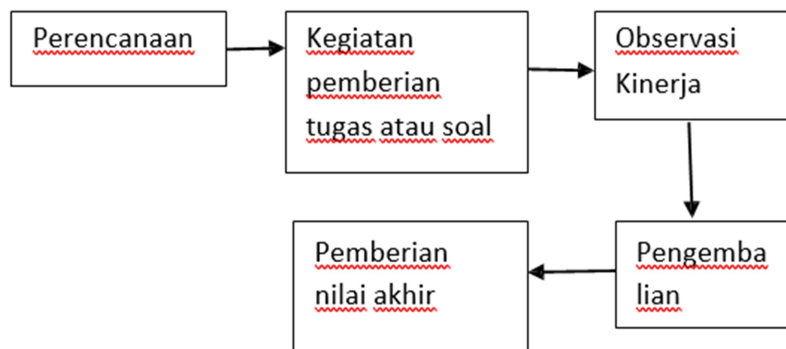 Perencanaan
Kegiatan
pemberian
tugas atau soal
Observasi
Kinerja
Pengemba
lian
Pemberian
nilai akhir